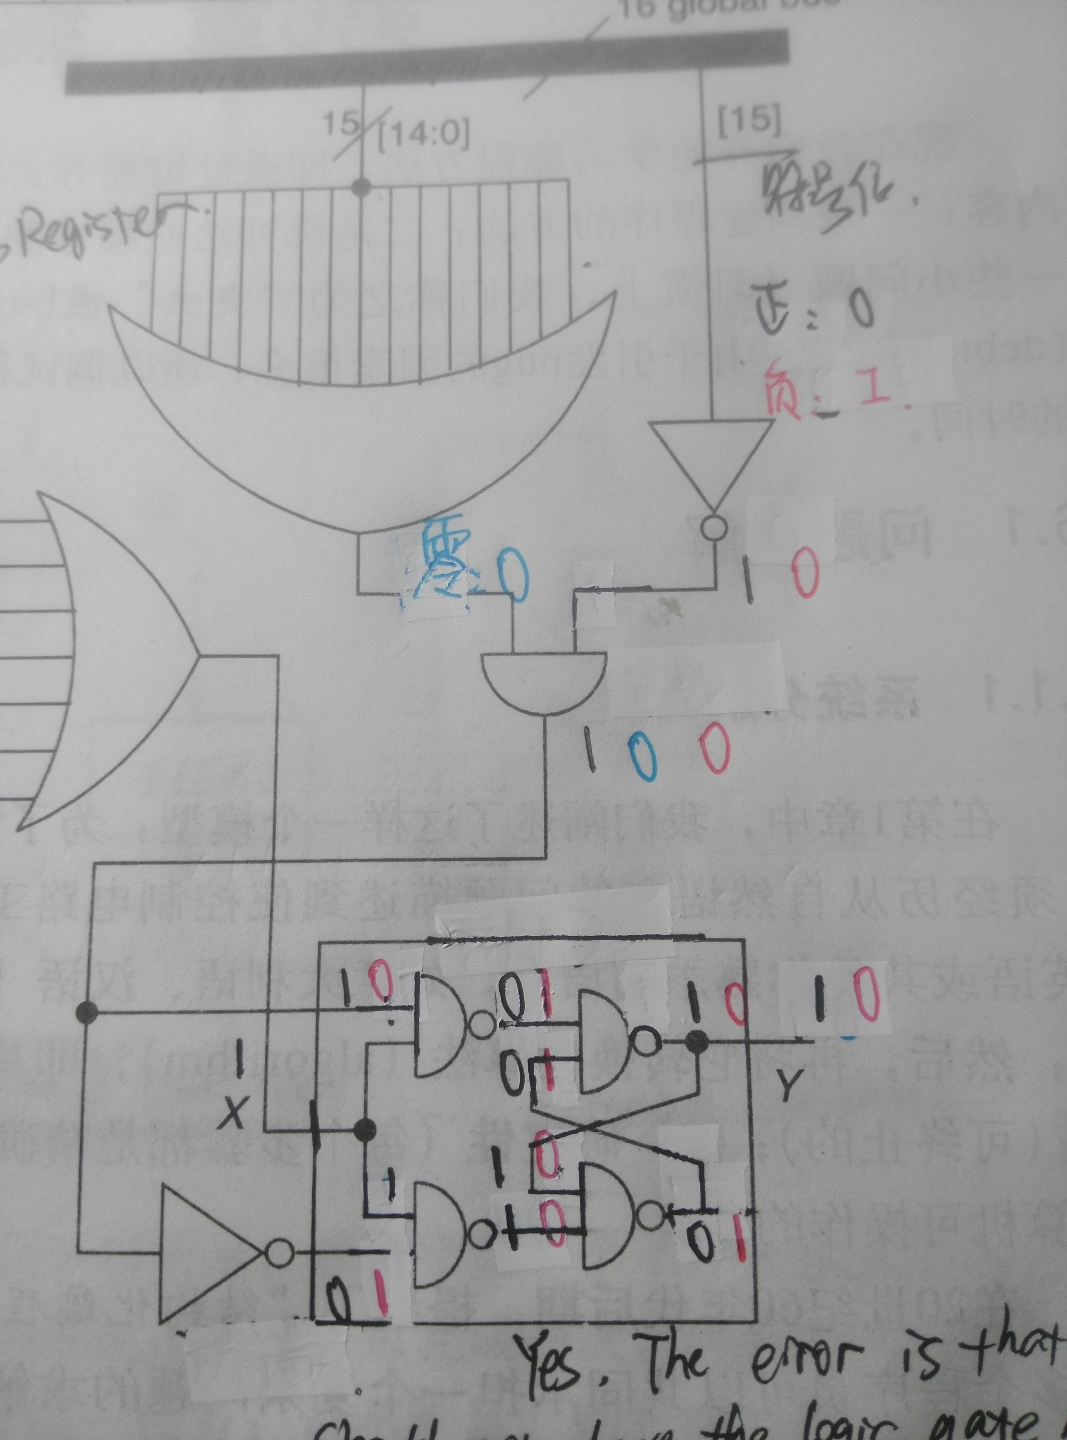 16 global bus
15 [14:0]
[15]
Register
符号位.
正: 0
负: 1.
零: 0
1 0
1 0 0
1 0
0 1
1 0
1 0
0 1
1
X
Y
1 0
1
1 0
0 1
0 1
Yes. The error is that
the logic gate